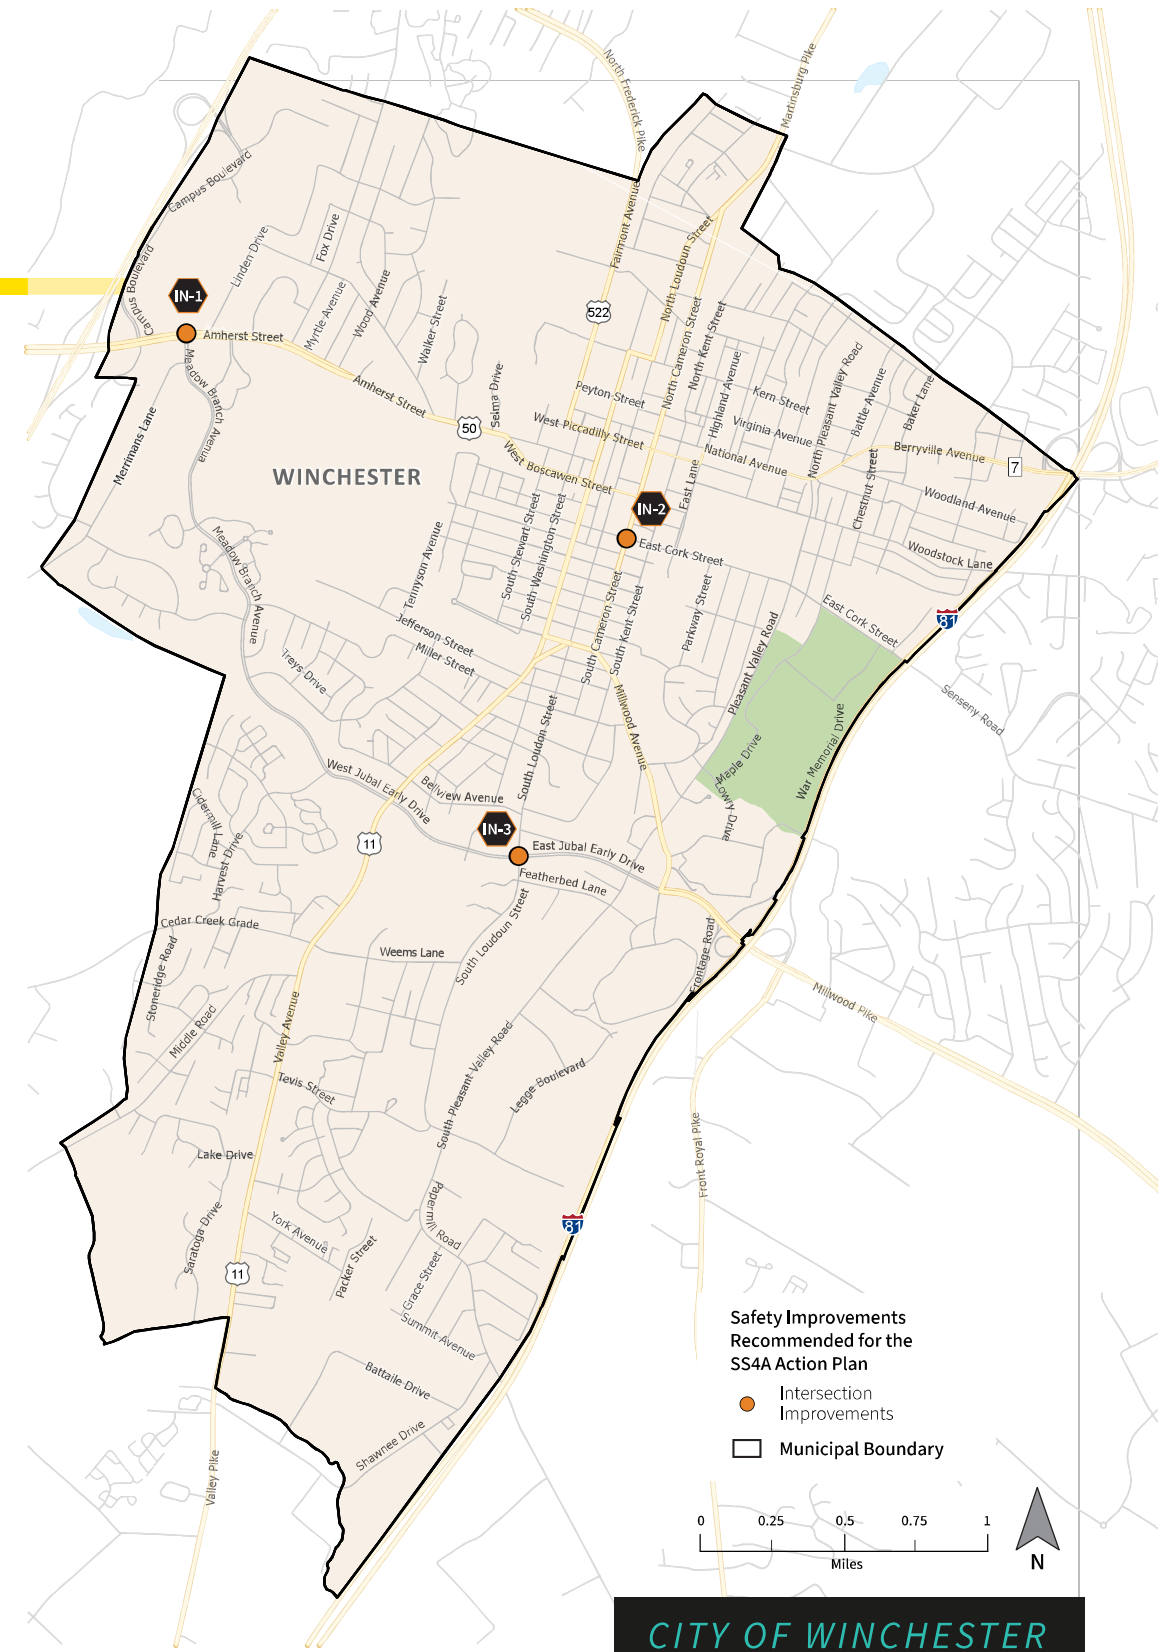 North Frederick Pike
Martinsburg Pike
Campus Boulevard
Fairmont Avenue
Linden Drive
Fox Drive
North Loudoun Street
Campus Boulevard
IN-1
Myrtle Avenue
Wood Avenue
Walker Street
522
Amherst Street
North Cameron Street
North Kent Street
Meadow Branch Avenua
Amherst Street
Selma Drive
Peyton Street
Highland Avenue
Kern Street
North Pleasant Valley Road
Battle Avenue
Baker Lane
50
West Piccadilly Street
Virginia Avenue
Merrimans Lane
WINCHESTER
West Boscawen Street
National Avenue
Berryville Avenue
7
East Lane
Chestnut Street
Woodland Avenue
IN-2
South Stewart Street
South Washington Street
East Cork Street
Woodstock Lane
Meadow Branch Avenue
Tennyson Avenue
South Cameron Street
South Kent Street
Parkway Street
East Cork Street
81
Jefferson Street
Miller Street
Pleasant Valley Road
Treys Drive
Senseny Road
Millwood Avenue
South Loudon Street
War Memorial Drive
Maple Drive
Lowry Drive
West Jubal Early Drive
Bellview Avenue
Cidermill Lane
Harvest Drive
11
IN-3
East Jubal Early Drive
Featherbed Lane
Cedar Creek Grade
Stoneridge Road
Weems Lane
South Loudoun Street
Frontage Road
Millwood Pike
Middle Road
Valley Avenue
South Pleasant Valley Road
Legge Boulevard
Tevis Street
Front Royal Pike
Lake Drive
Saratoga Drive
York Avenue
Packer Street
Papermill Road
81
Grace Street
11
Summit Avenue
Battaile Drive
Shawnee Drive
Valley Pike
Safety Improvements
Recommended for the
SS4A Action Plan
Intersection
Improvements
Municipal Boundary
0 0.25 0.5 0.75 1
Miles
N
CITY OF WINCHESTER